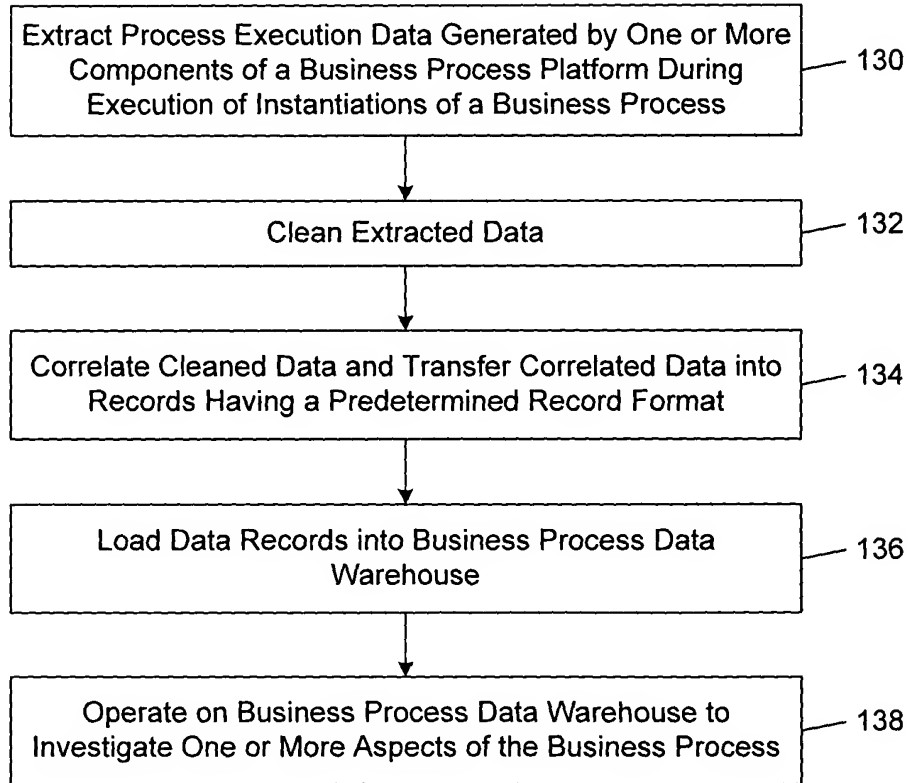 Extract Process Execution Data Generated by One or More
Components of a Business Process Platform During
Execution of Instantiations of a Business Process
130
Clean Extracted Data
132
Correlate Cleaned Data and Transfer Correlated Data into
Records Having a Predetermined Record Format
134
Load Data Records into Business Process Data
Warehouse
136
Operate on Business Process Data Warehouse to
Investigate One or More Aspects of the Business Process
138